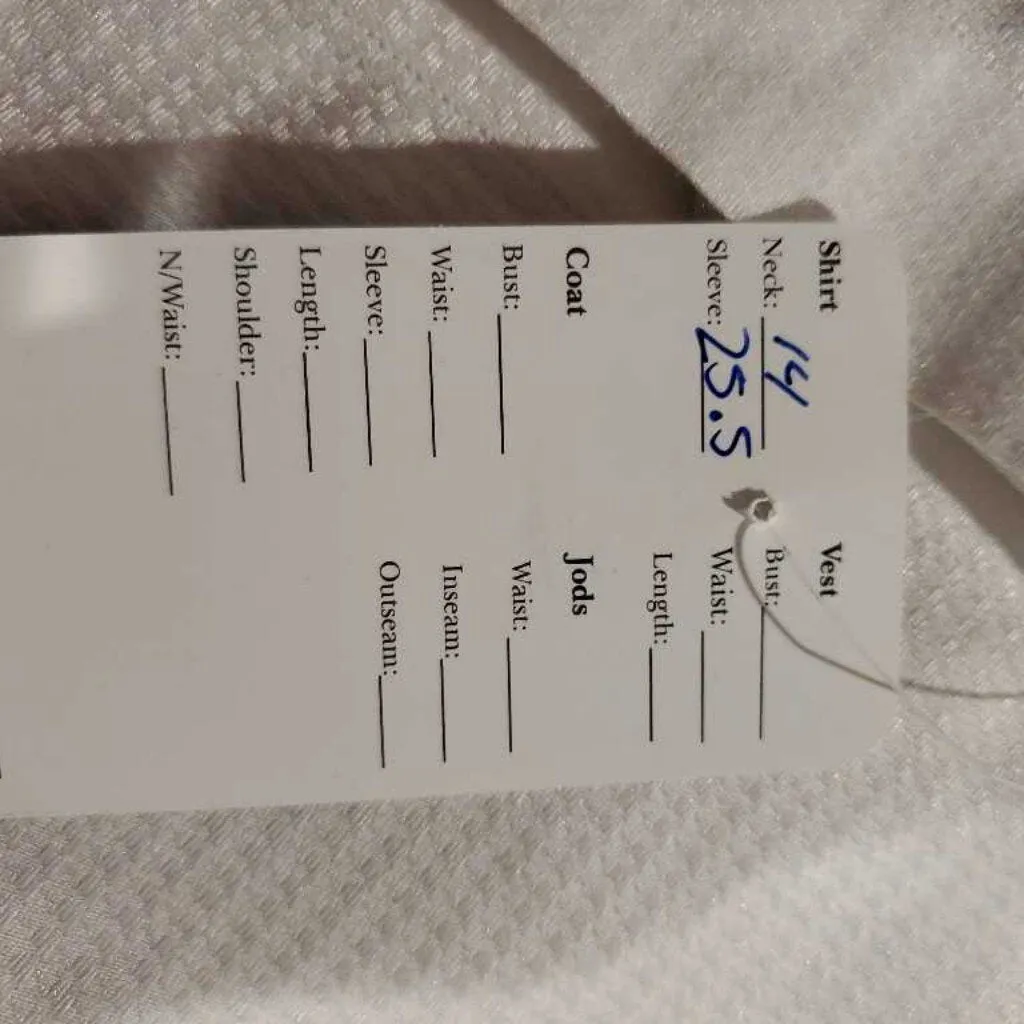 Shirt
Neck: 14
Sleeve: 25.5
Vest
Bust:
Waist:
Length:
Coat
Bust:
Waist:
Sleeve:
Length:
Shoulder:
N/Waist:
Jods
Waist:
Inseam:
Outseam: